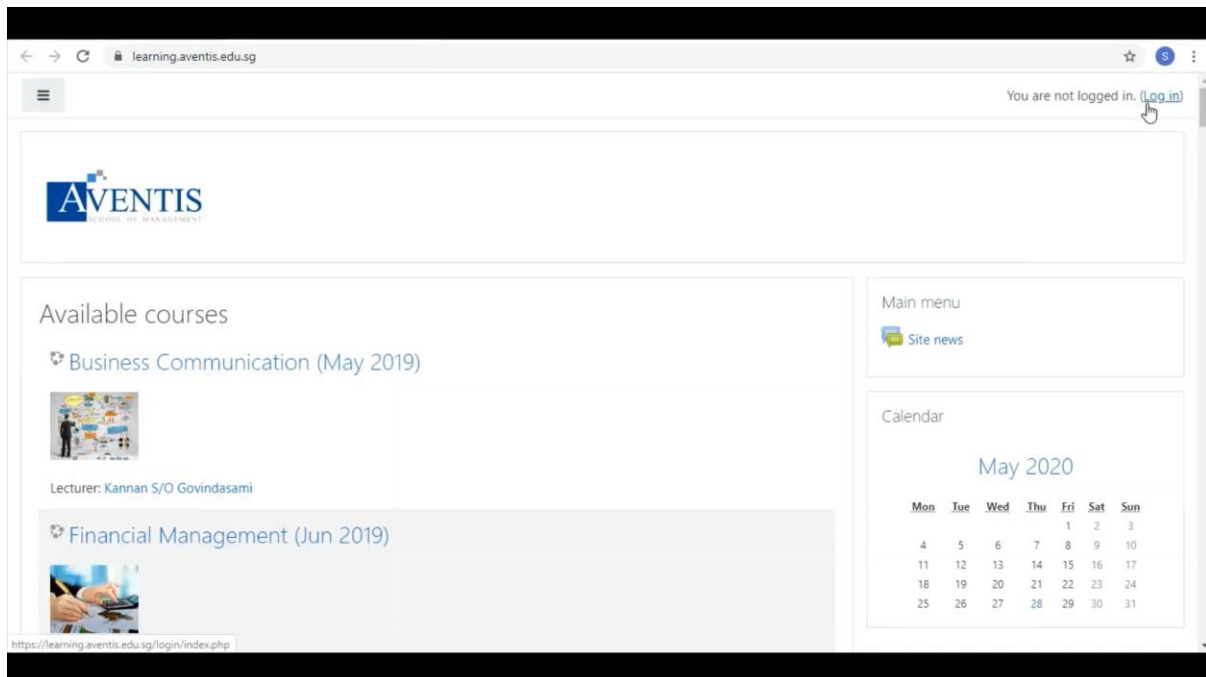 learning.aventis.edu.sg
S
You are not logged in. (Log in)
AVENTIS
SCHOOL OF MANAGEMENT
Available courses
Business Communication (May 2019)
Lecturer: Kannan S/O Govindasami
Financial Management (Jun 2019)
Main menu
Site news
Calendar
May 2020
Mon Tue Wed Thu Fri Sat Sun
1 2 3
4 5 6 7 8 9 10
11 12 13 14 15 16 17
18 19 20 21 22 23 24
25 26 27 28 29 30 31
https://learning.aventis.edu.sg/login/index.php